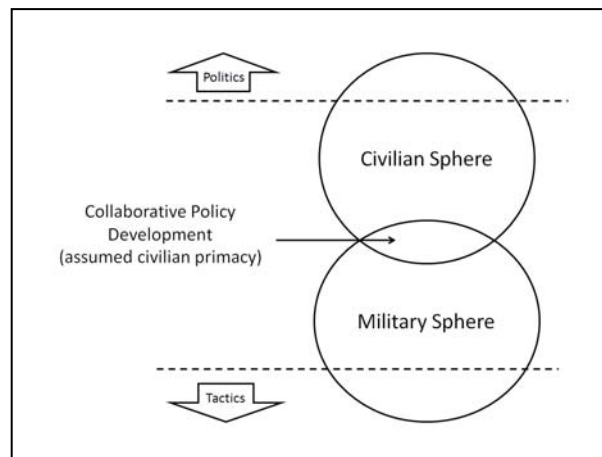 Politics
Civilian Sphere
Collaborative Policy
Development
(assumed civilian primacy)
Military Sphere
Tactics